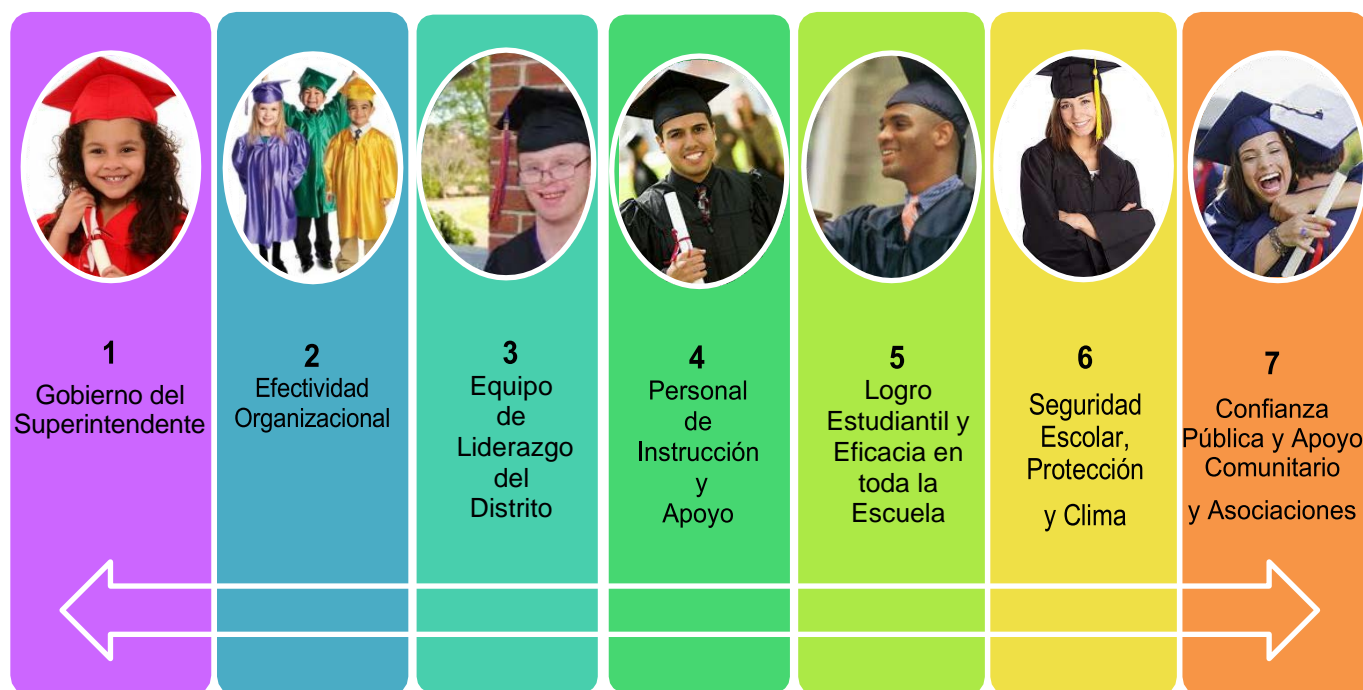 1
Gobierno del
Superintendente
2
Efectividad
Organizacional
3
Equipo
de
Liderazgo
del
Distrito
4
Personal
de
Instrucción
y
Apoyo
5
Logro
Estudiantil y
Eficacia en
toda la
Escuela
6
Seguridad
Escolar,
Protección
y Clima
7
Confianza
Pública y Apoyo
Comunitario
y Asociaciones